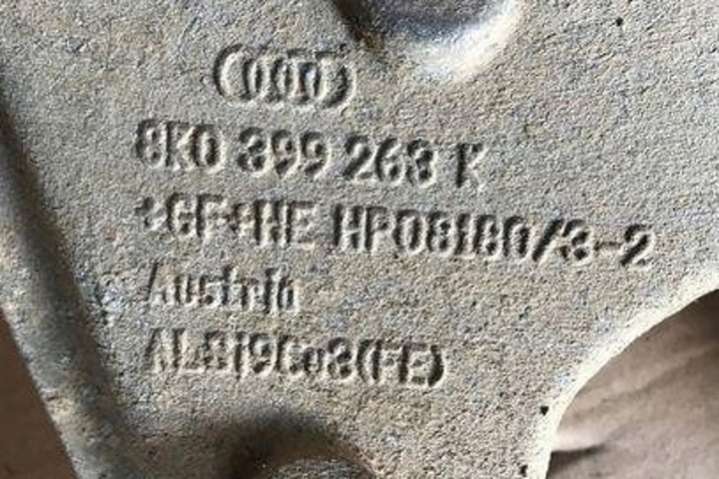 8K0 399 263 K
+GF+HE HP08180/3-2
Austria
AlSi9Cu3(FE)